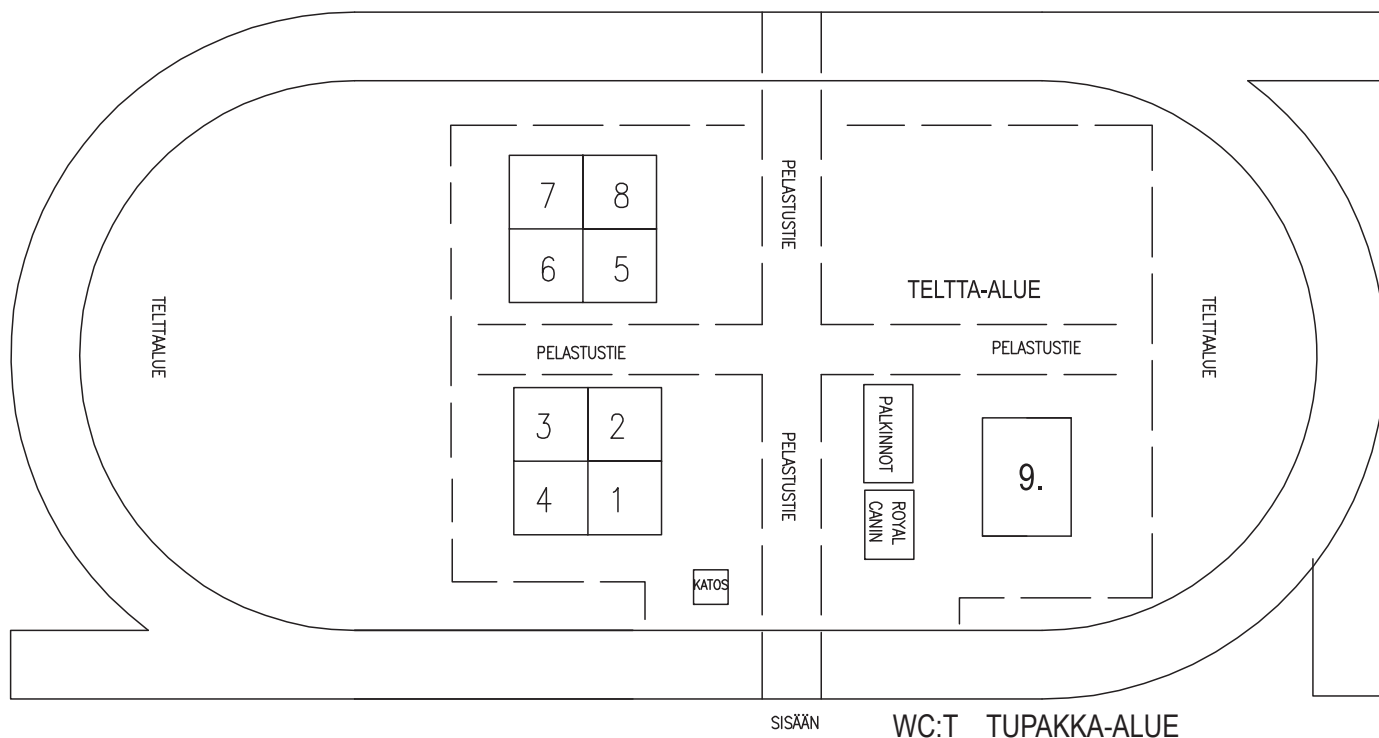 7 8
6 5
PELASTUSTIE
TELTTA-ALUE
TELTTAALUE
TELTTAALUE
PELASTUSTIE
PELASTUSTIE
3 2
4 1
PELASTUSTIE
PALKINNOT
ROYAL
CANIN
9.
KATOS
SISÄÄN
WC:T TUPAKKA-ALUE